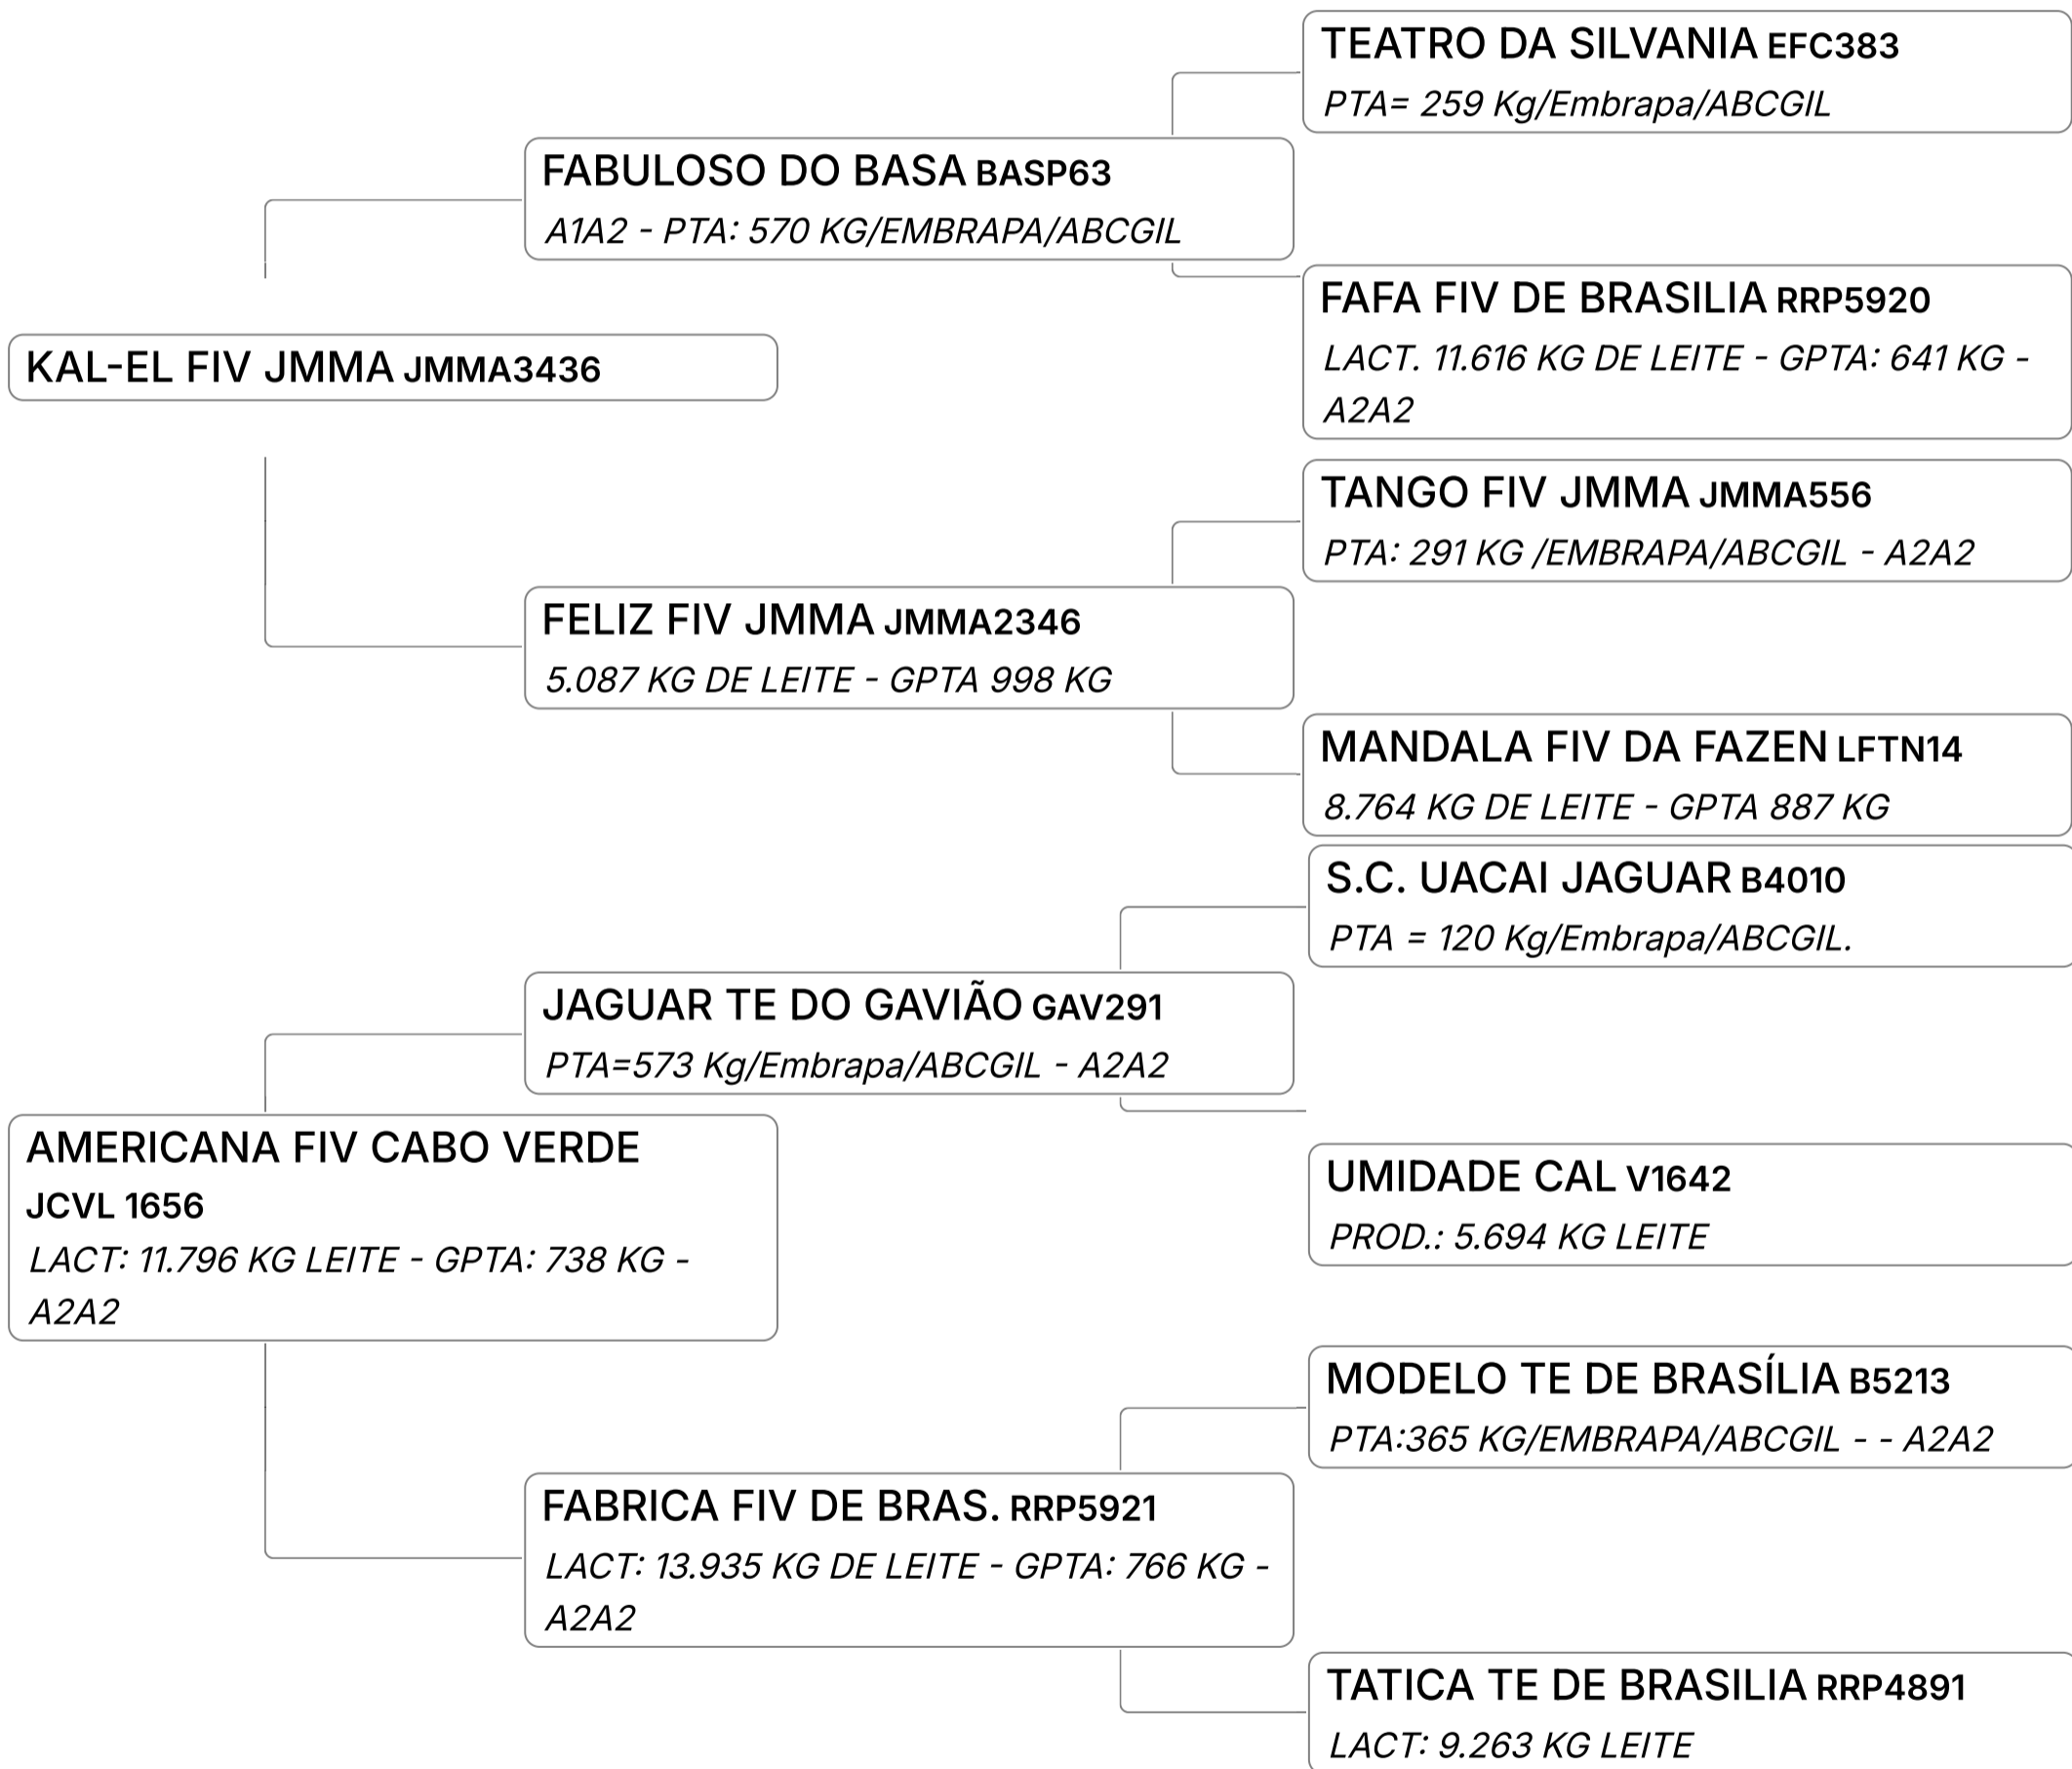 TEATRO DA SILVANIA EFC383
PTA= 259 Kg/Embrapa/ABCGIL
FABULOSO DO BASA BASP63
A1A2 - PTA: 570 KG/EMBRAPA/ABCGIL
FAFA FIV DE BRASILIA RRP5920
LACT. 11.616 KG DE LEITE - GPTA: 641 KG -
A2A2
KAL-EL FIV JMMA JMMA3436
TANGO FIV JMMA JMMA556
PTA: 291 KG /EMBRAPA/ABCGIL - A2A2
FELIZ FIV JMMA JMMA2346
5.087 KG DE LEITE - GPTA 998 KG
MANDALA FIV DA FAZEN LFTN14
8.764 KG DE LEITE - GPTA 887 KG
S.C. UACAI JAGUAR B4010
PTA = 120 Kg/Embrapa/ABCGIL.
JAGUAR TE DO GAVIÃO GAV291
PTA=573 Kg/Embrapa/ABCGIL - A2A2
UMIDADE CAL V1642
PROD.: 5.694 KG LEITE
AMERICANA FIV CABO VERDE
JCVL 1656
LACT: 11.796 KG LEITE - GPTA: 738 KG -
A2A2
MODELO TE DE BRASÍLIA B5213
PTA:365 KG/EMBRAPA/ABCGIL - - A2A2
FABRICA FIV DE BRAS. RRP5921
LACT: 13.935 KG DE LEITE - GPTA: 766 KG -
A2A2
TATICA TE DE BRASILIA RRP4891
LACT: 9.263 KG LEITE